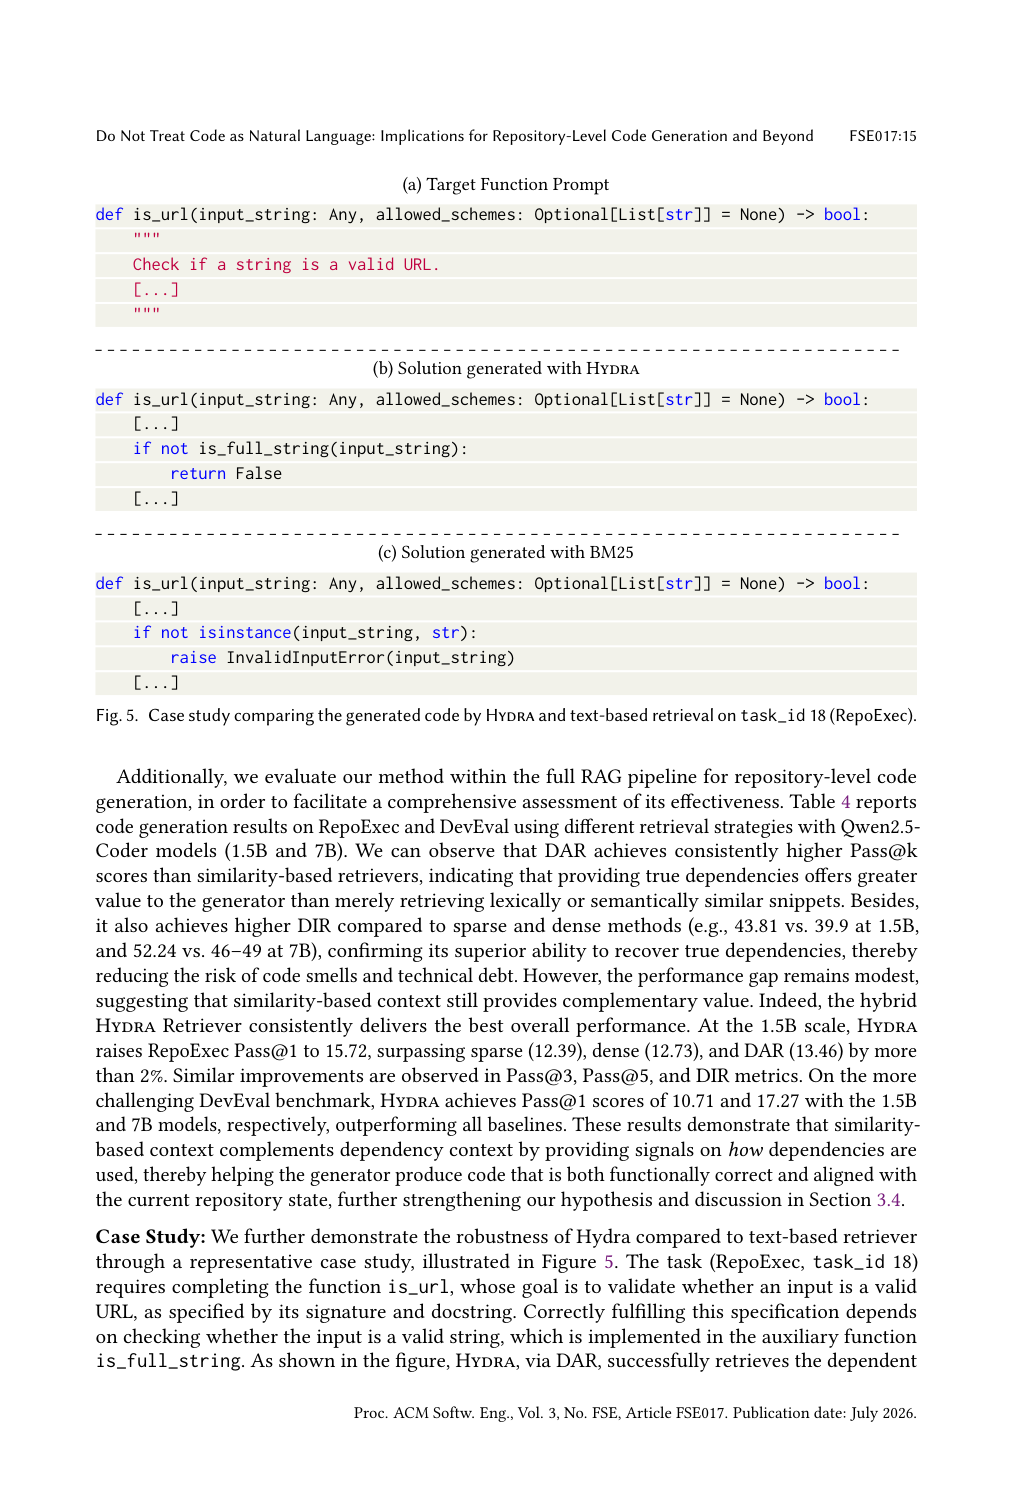 Do Not Treat Code as Natural Language: Implications for Repository-Level Code Generation and Beyond FSE017:15
(a) Target Function Prompt
def is_url(input_string: Any, allowed_schemes: Optional[List[str]] = None) -> bool:
    """
    Check if a string is a valid URL.
    [...]
    """
(b) Solution generated with HYDRA
def is_url(input_string: Any, allowed_schemes: Optional[List[str]] = None) -> bool:
    [...]
    if not is_full_string(input_string):
        return False
    [...]
(c) Solution generated with BM25
def is_url(input_string: Any, allowed_schemes: Optional[List[str]] = None) -> bool:
    [...]
    if not isinstance(input_string, str):
        raise InvalidInputError(input_string)
    [...]
Fig. 5. Case study comparing the generated code by HYDRA and text-based retrieval on task_id 18 (RepoExec).
Additionally, we evaluate our method within the full RAG pipeline for repository-level code
generation, in order to facilitate a comprehensive assessment of its effectiveness. Table 4 reports
code generation results on RepoExec and DevEval using different retrieval strategies with Qwen2.5-
Coder models (1.5B and 7B). We can observe that DAR achieves consistently higher Pass@k
scores than similarity-based retrievers, indicating that providing true dependencies offers greater
value to the generator than merely retrieving lexically or semantically similar snippets. Besides,
it also achieves higher DIR compared to sparse and dense methods (e.g., 43.81 vs. 39.9 at 1.5B,
and 52.24 vs. 46–49 at 7B), confirming its superior ability to recover true dependencies, thereby
reducing the risk of code smells and technical debt. However, the performance gap remains modest,
suggesting that similarity-based context still provides complementary value. Indeed, the hybrid
HYDRA Retriever consistently delivers the best overall performance. At the 1.5B scale, HYDRA
raises RepoExec Pass@1 to 15.72, surpassing sparse (12.39), dense (12.73), and DAR (13.46) by more
than 2%. Similar improvements are observed in Pass@3, Pass@5, and DIR metrics. On the more
challenging DevEval benchmark, HYDRA achieves Pass@1 scores of 10.71 and 17.27 with the 1.5B
and 7B models, respectively, outperforming all baselines. These results demonstrate that similarity-
based context complements dependency context by providing signals on how dependencies are
used, thereby helping the generator produce code that is both functionally correct and aligned with
the current repository state, further strengthening our hypothesis and discussion in Section 3.4.
Case Study: We further demonstrate the robustness of Hydra compared to text-based retriever
through a representative case study, illustrated in Figure 5. The task (RepoExec, task_id 18)
requires completing the function is_url, whose goal is to validate whether an input is a valid
URL, as specified by its signature and docstring. Correctly fulfilling this specification depends
on checking whether the input is a valid string, which is implemented in the auxiliary function
is_full_string. As shown in the figure, HYDRA, via DAR, successfully retrieves the dependent
Proc. ACM Softw. Eng., Vol. 3, No. FSE, Article FSE017. Publication date: July 2026.